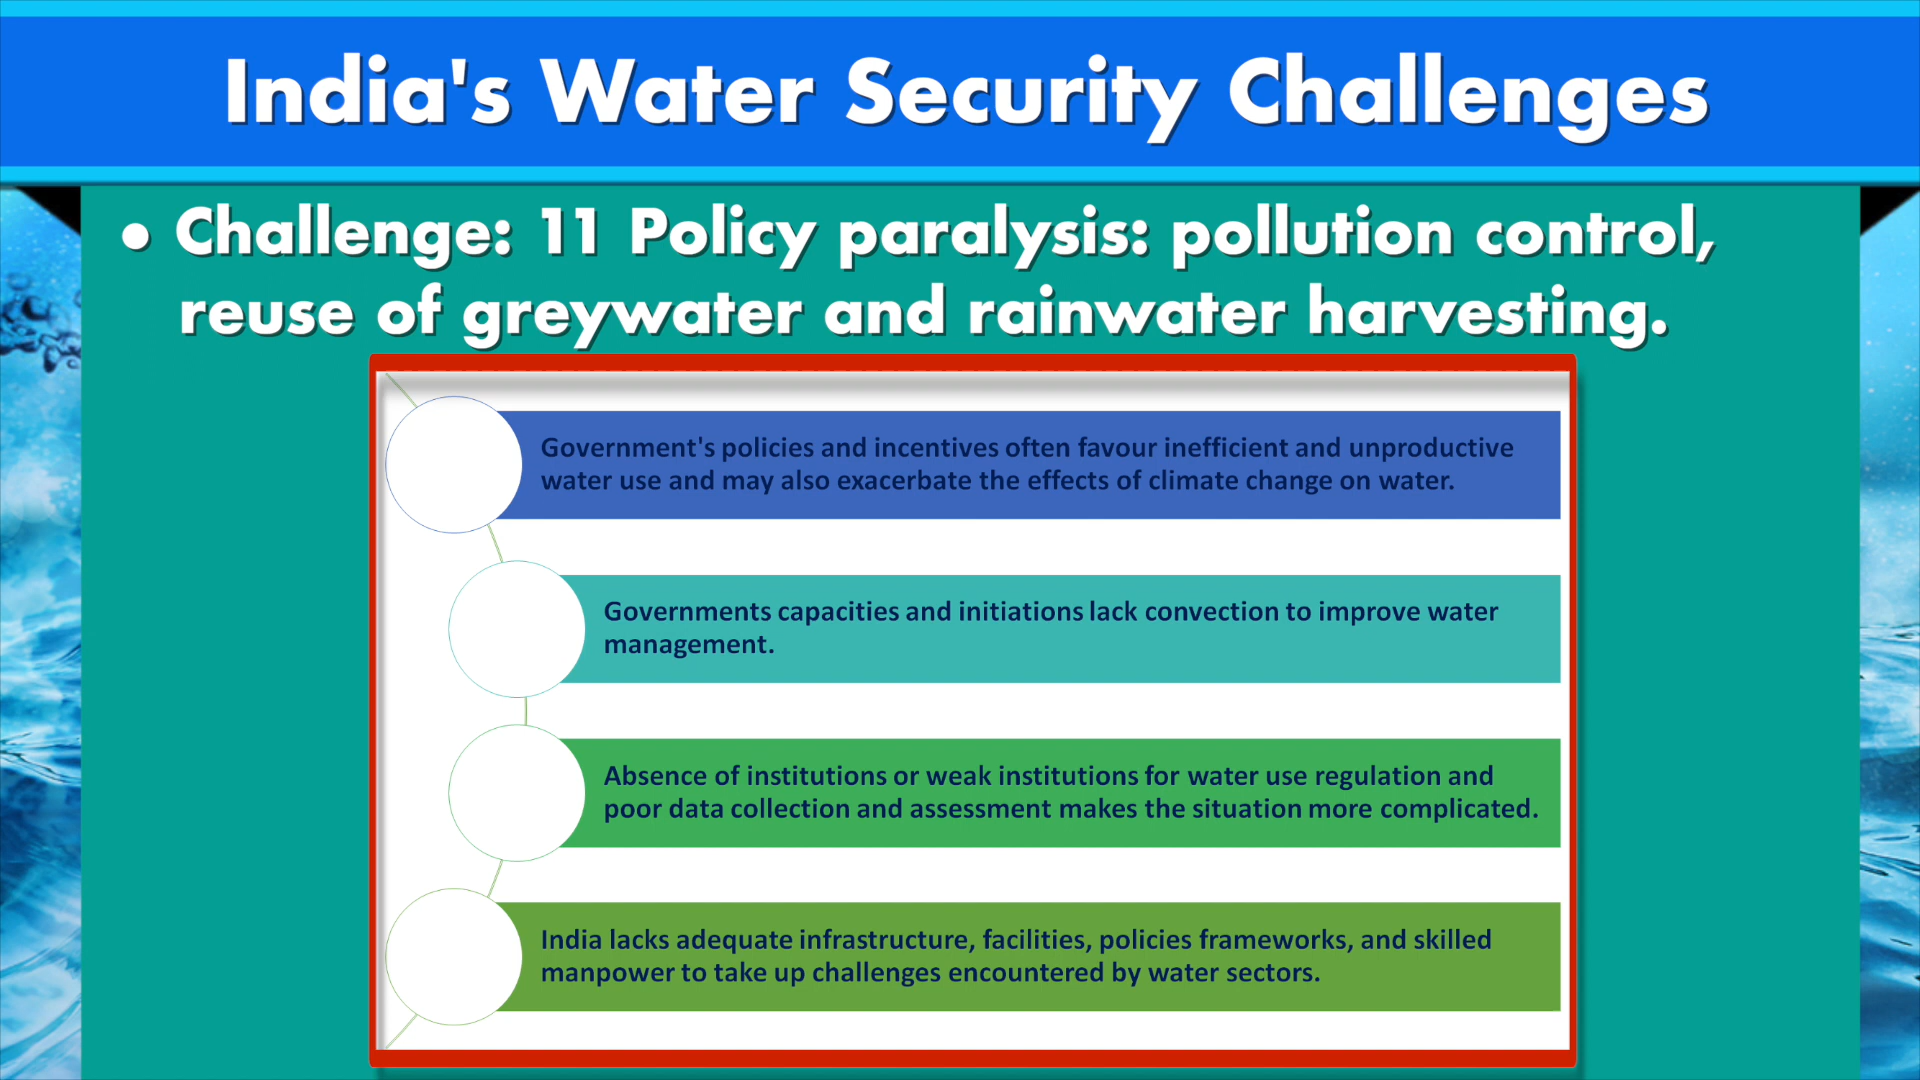 India's Water Security Challenges
• Challenge: 11 Policy paralysis: pollution control,
reuse of greywater and rainwater harvesting.
Government's policies and incentives often favour inefficient and unproductive
water use and may also exacerbate the effects of climate change on water.
Governments capacities and initiations lack convection to improve water
management.
Absence of institutions or weak institutions for water use regulation and
poor data collection and assessment makes the situation more complicated.
India lacks adequate infrastructure, facilities, policies frameworks, and skilled
manpower to take up challenges encountered by water sectors.